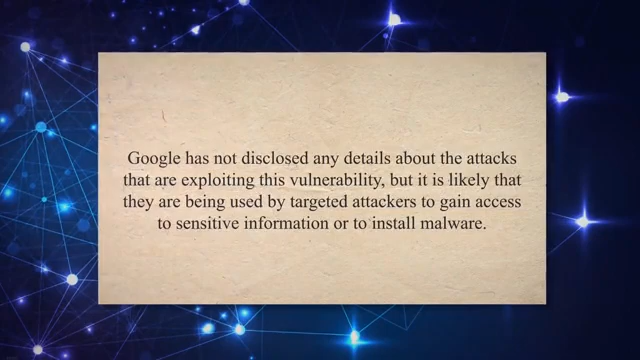 Google has not disclosed any details about the attacks
that are exploiting this vulnerability, but it is likely that
they are being used by targeted attackers to gain access
to sensitive information or to install malware.